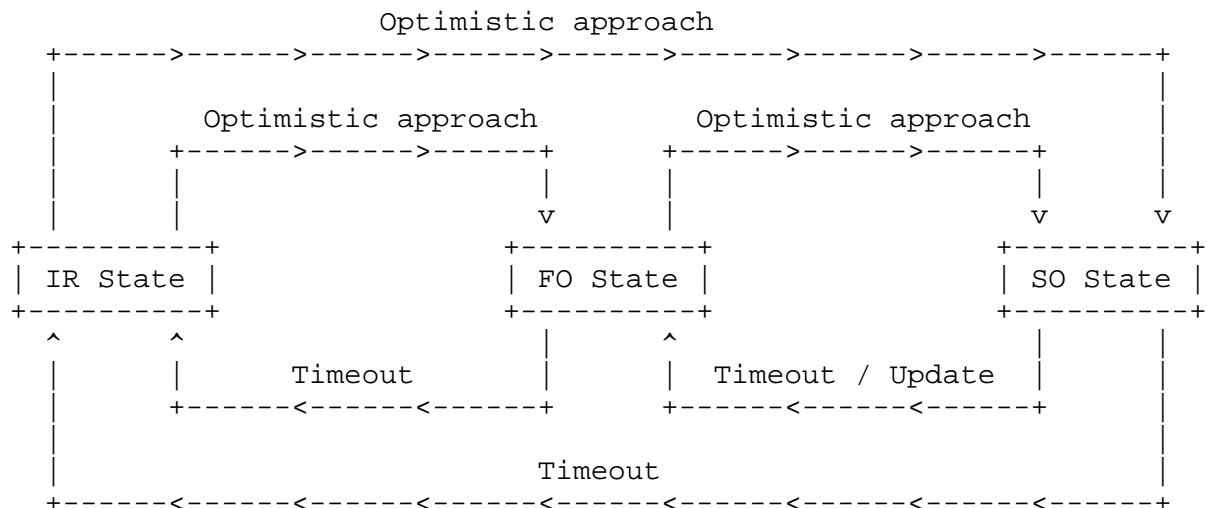 Optimistic approach
Optimistic approach Optimistic approach
IR State FO State SO State
Timeout Timeout / Update
Timeout